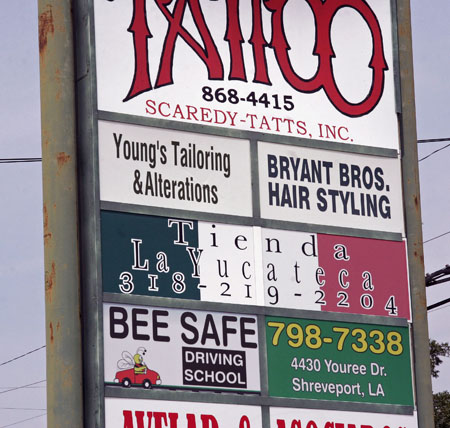 TATTOO
868-4415
SCAREDY-TATTS, INC.
Young's Tailoring
&Alterations
BRYANT BROS.
HAIR STYLING
Tienda
La Yucateca
318-219-2204
BEE SAFE
DRIVING
SCHOOL
798-7338
4430 Youree Dr.
Shreveport, LA